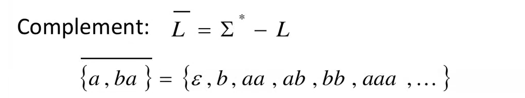 Complement: L̅ = Σ* − L
{a , ba }̅ = {ε , b , aa , ab , bb , aaa , … }